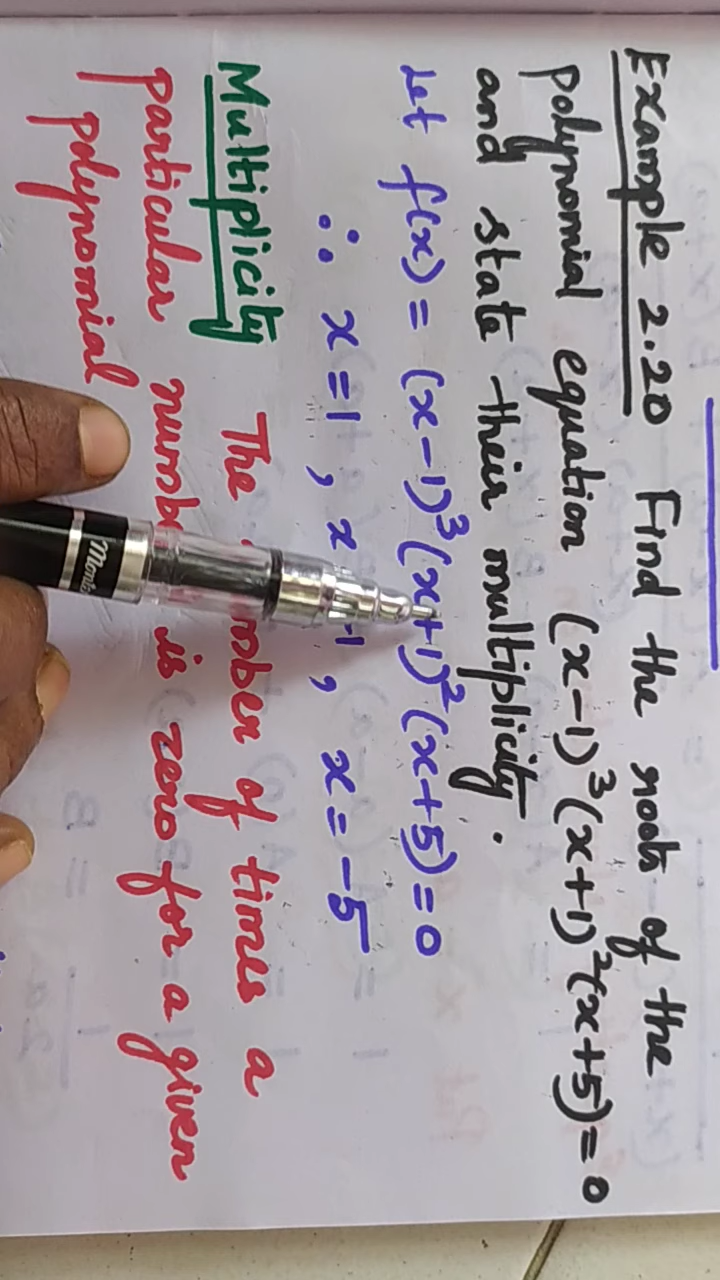 Example 2.20 Find the roots of the
polynomial equation (x-1)³(x+1)²(x+5)=0
and state their multiplicity.
Let f(x) = (x-1)³(x+1)²(x+5)=0
∴ x=1, x -1, x=-5
Multiplicity The number of times a
particular number is zero for a given
polynomial